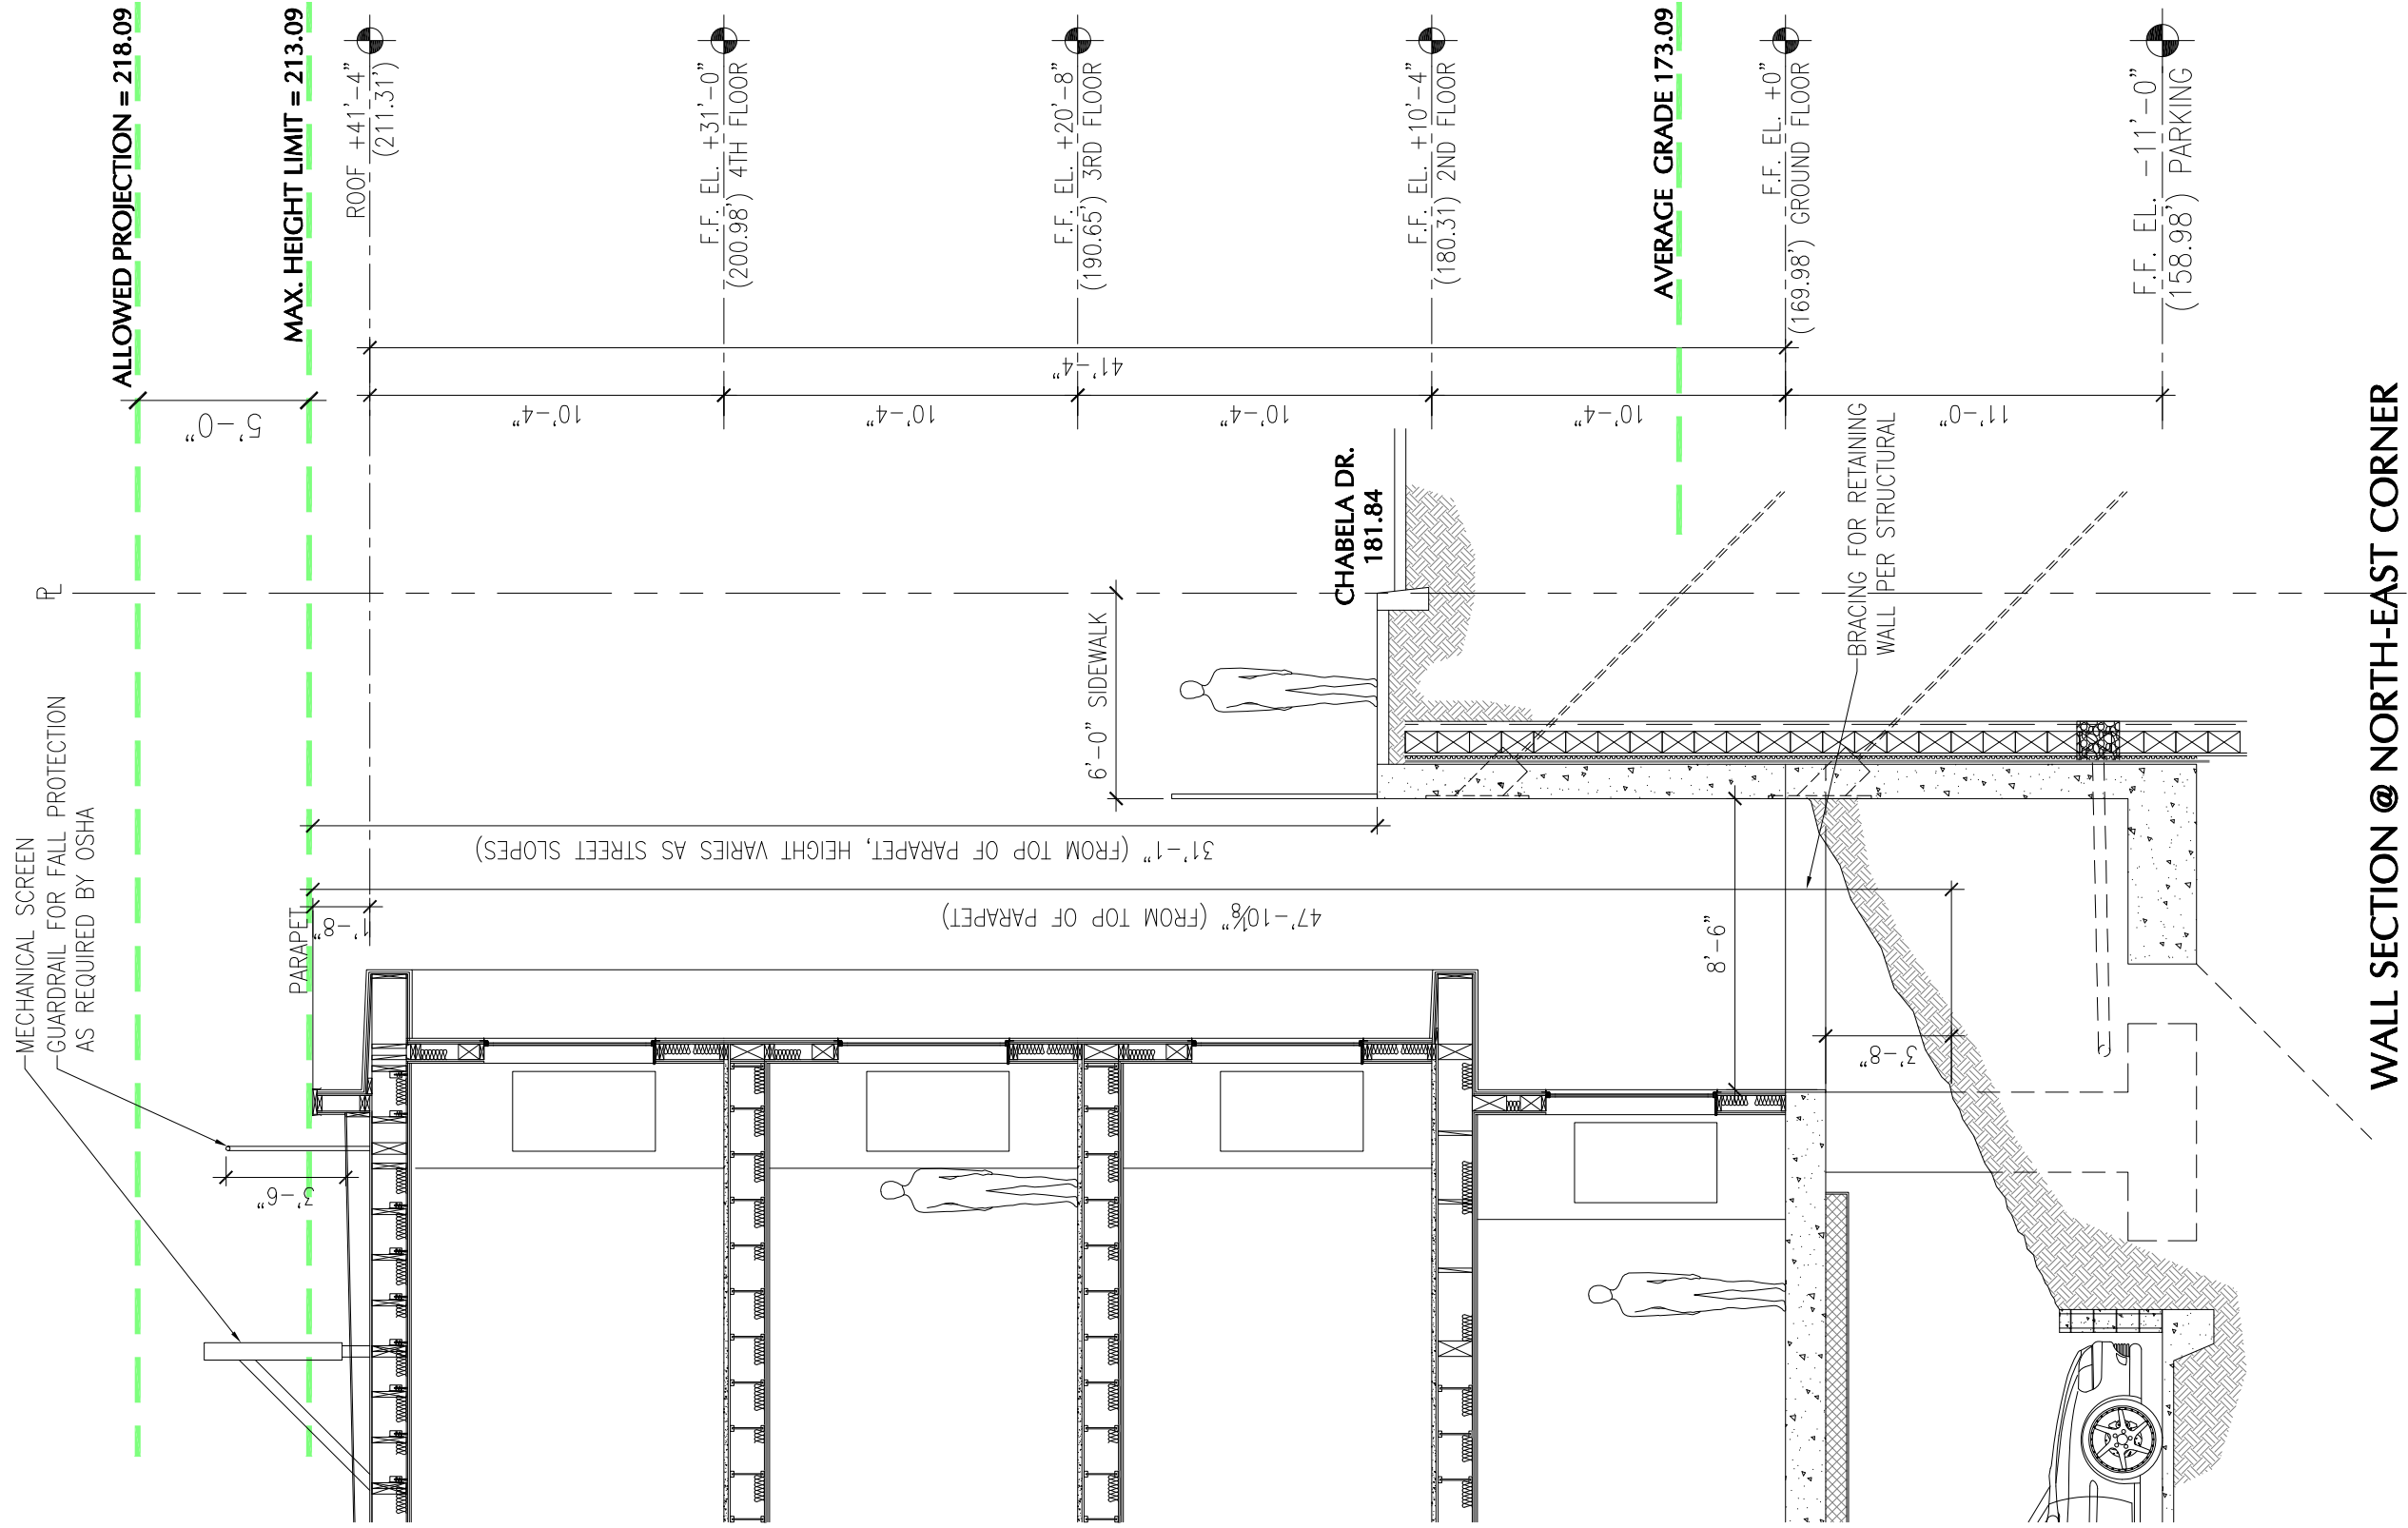 ALLOWED PROJECTION = 218.09
MAX. HEIGHT LIMIT = 213.09
ROOF +41'-4"
(211.31')
F.F. EL. +31'-0"
(200.98') 4TH FLOOR
F.F. EL. +20'-8"
(190.65') 3RD FLOOR
F.F. EL. +10'-4"
(180.31) 2ND FLOOR
AVERAGE GRADE 173.09
F.F. EL. +0"
(169.98') GROUND FLOOR
F.F. EL. -11'-0"
(158.98') PARKING
5'-0"
41'-4"
10'-4"
10'-4"
10'-4"
10'-4"
11'-0"
PL
CHABELA DR.
181.84
6'-0" SIDEWALK
BRACING FOR RETAINING
WALL PER STRUCTURAL
MECHANICAL SCREEN
GUARDRAIL FOR FALL PROTECTION
AS REQUIRED BY OSHA
31'-1" (FROM TOP OF PARAPET, HEIGHT VARIES AS STREET SLOPES)
47'-10⅛" (FROM TOP OF PARAPET)
PARAPET
1'-8"
8'-6"
3'-8"
3'-6"
WALL SECTION @ NORTH-EAST CORNER